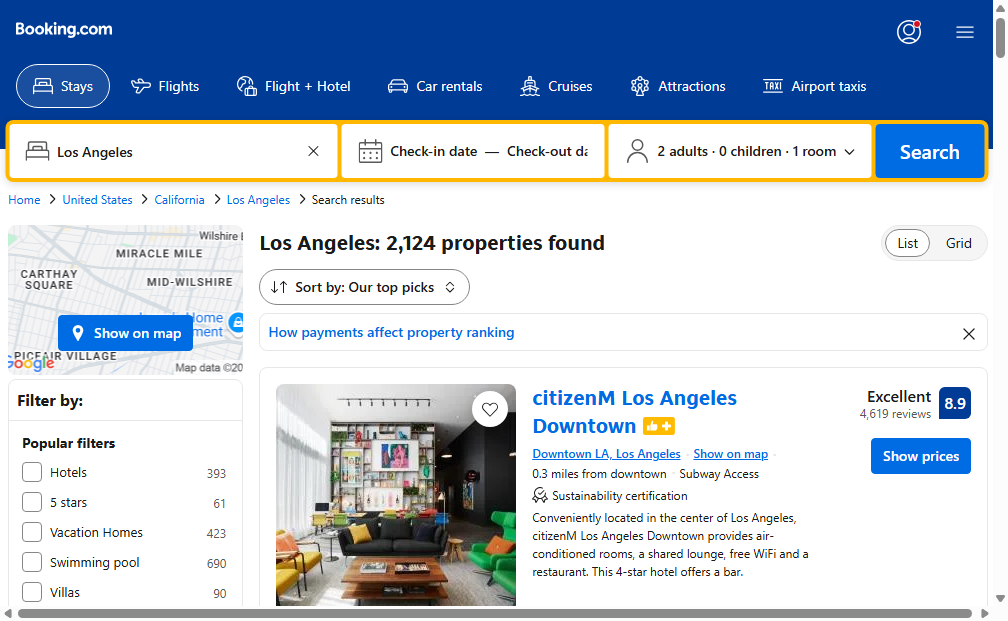 Booking.com
Stays
Flights
Flight + Hotel
Car rentals
Cruises
Attractions
TAXI
Airport taxis
Los Angeles
Check-in date — Check-out da
2 adults · 0 children · 1 room
Search
Home
United States
California
Los Angeles
Search results
Wilshire
MIRACLE MILE
CARTHAY
SQUARE
MID-WILSHIRE
Show on map
PICFAIR VILLAGE
Google
Map data ©20
Los Angeles: 2,124 properties found
List
Grid
Sort by: Our top picks
How payments affect property ranking
Filter by:
Popular filters
Hotels 393
5 stars 61
Vacation Homes 423
Swimming pool 690
Villas 90
citizenM Los Angeles
Downtown
Downtown LA, Los Angeles
Show on map
0.3 miles from downtown
Subway Access
Sustainability certification
Conveniently located in the center of Los Angeles,
citizenM Los Angeles Downtown provides air-
conditioned rooms, a shared lounge, free WiFi and a
restaurant. This 4-star hotel offers a bar.
Excellent
4,619 reviews
8.9
Show prices